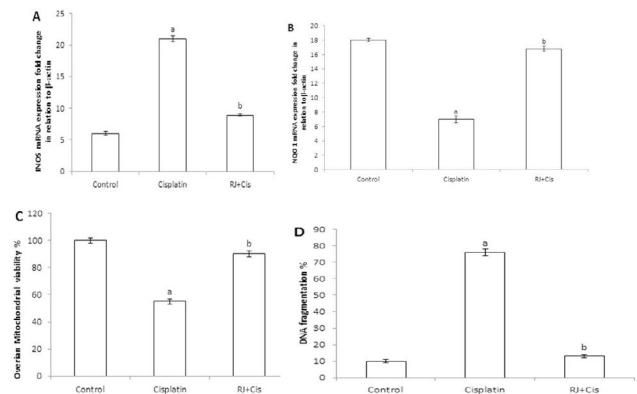 A
INOS mRNA expression fold change
in relation to β-actin
25
20
15
10
5
0
a
b
Control
Cisplatin
RJ+Cis
B
NQO 1 mRNA expression fold change in
relation to β-actin
20
18
16
14
12
10
8
6
4
2
0
a
b
Control
Cisplatin
RJ+Cis
C
Overian Mitochondrial viability %
120
100
80
60
40
20
0
a
b
Control
Cisplatin
RJ+Cis
D
DNA fragmentation %
90
80
70
60
50
40
30
20
10
0
a
b
Control
Cisplatin
RJ+Cis